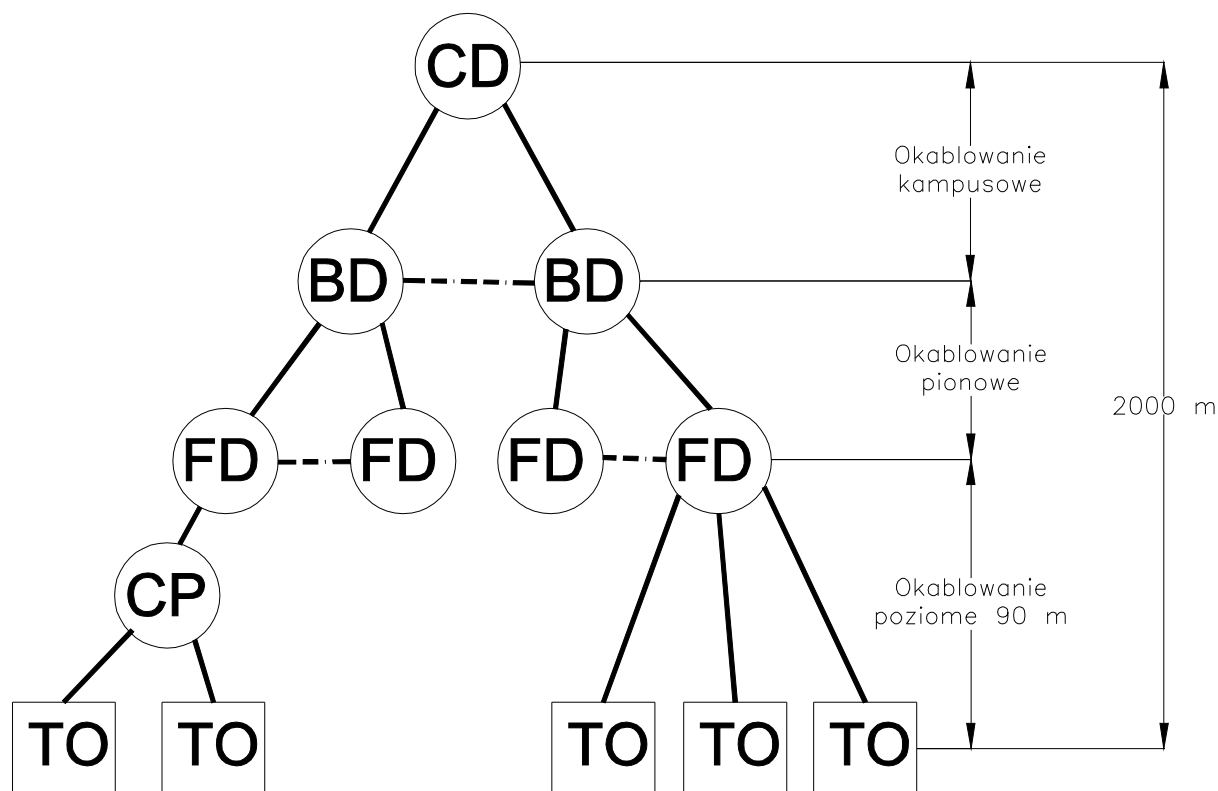 CD
Okablowanie
kampusowe
BD BD
Okablowanie
pionowe
2000 m
FD FD FD FD
CP
Okablowanie
poziome 90 m
TO TO TO TO TO